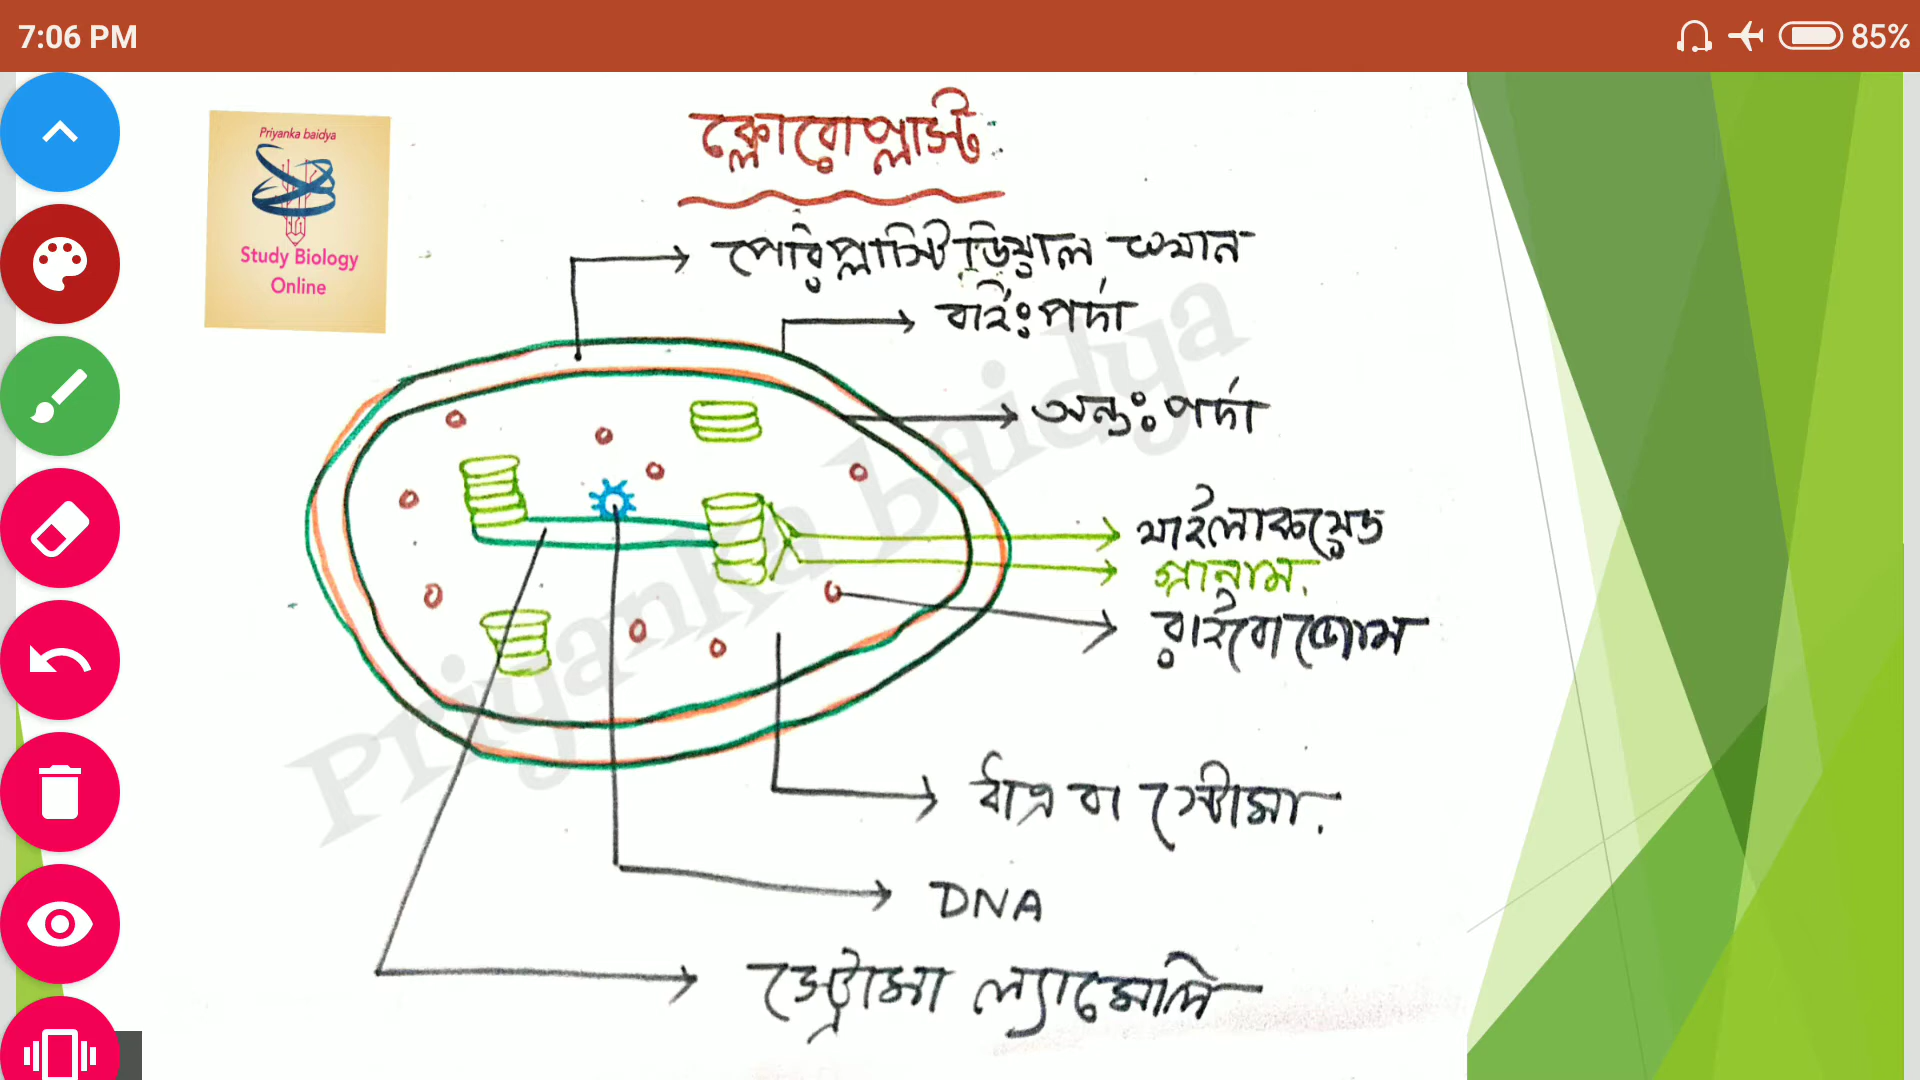 7:06 PM
85%
Priyanka baidya
Study Biology
Online
ক্লোরোপ্লাস্ট
পেরিপ্লাস্টিডিয়াল স্থান
বহিঃপর্দা
অন্তঃপর্দা
থাইলাকয়েড
গ্রানাম.
রাইবোজোম
ধাত্র বা স্ট্রোমা.
DNA
স্ট্রোমা ল্যামেলি
Priyanka baidya